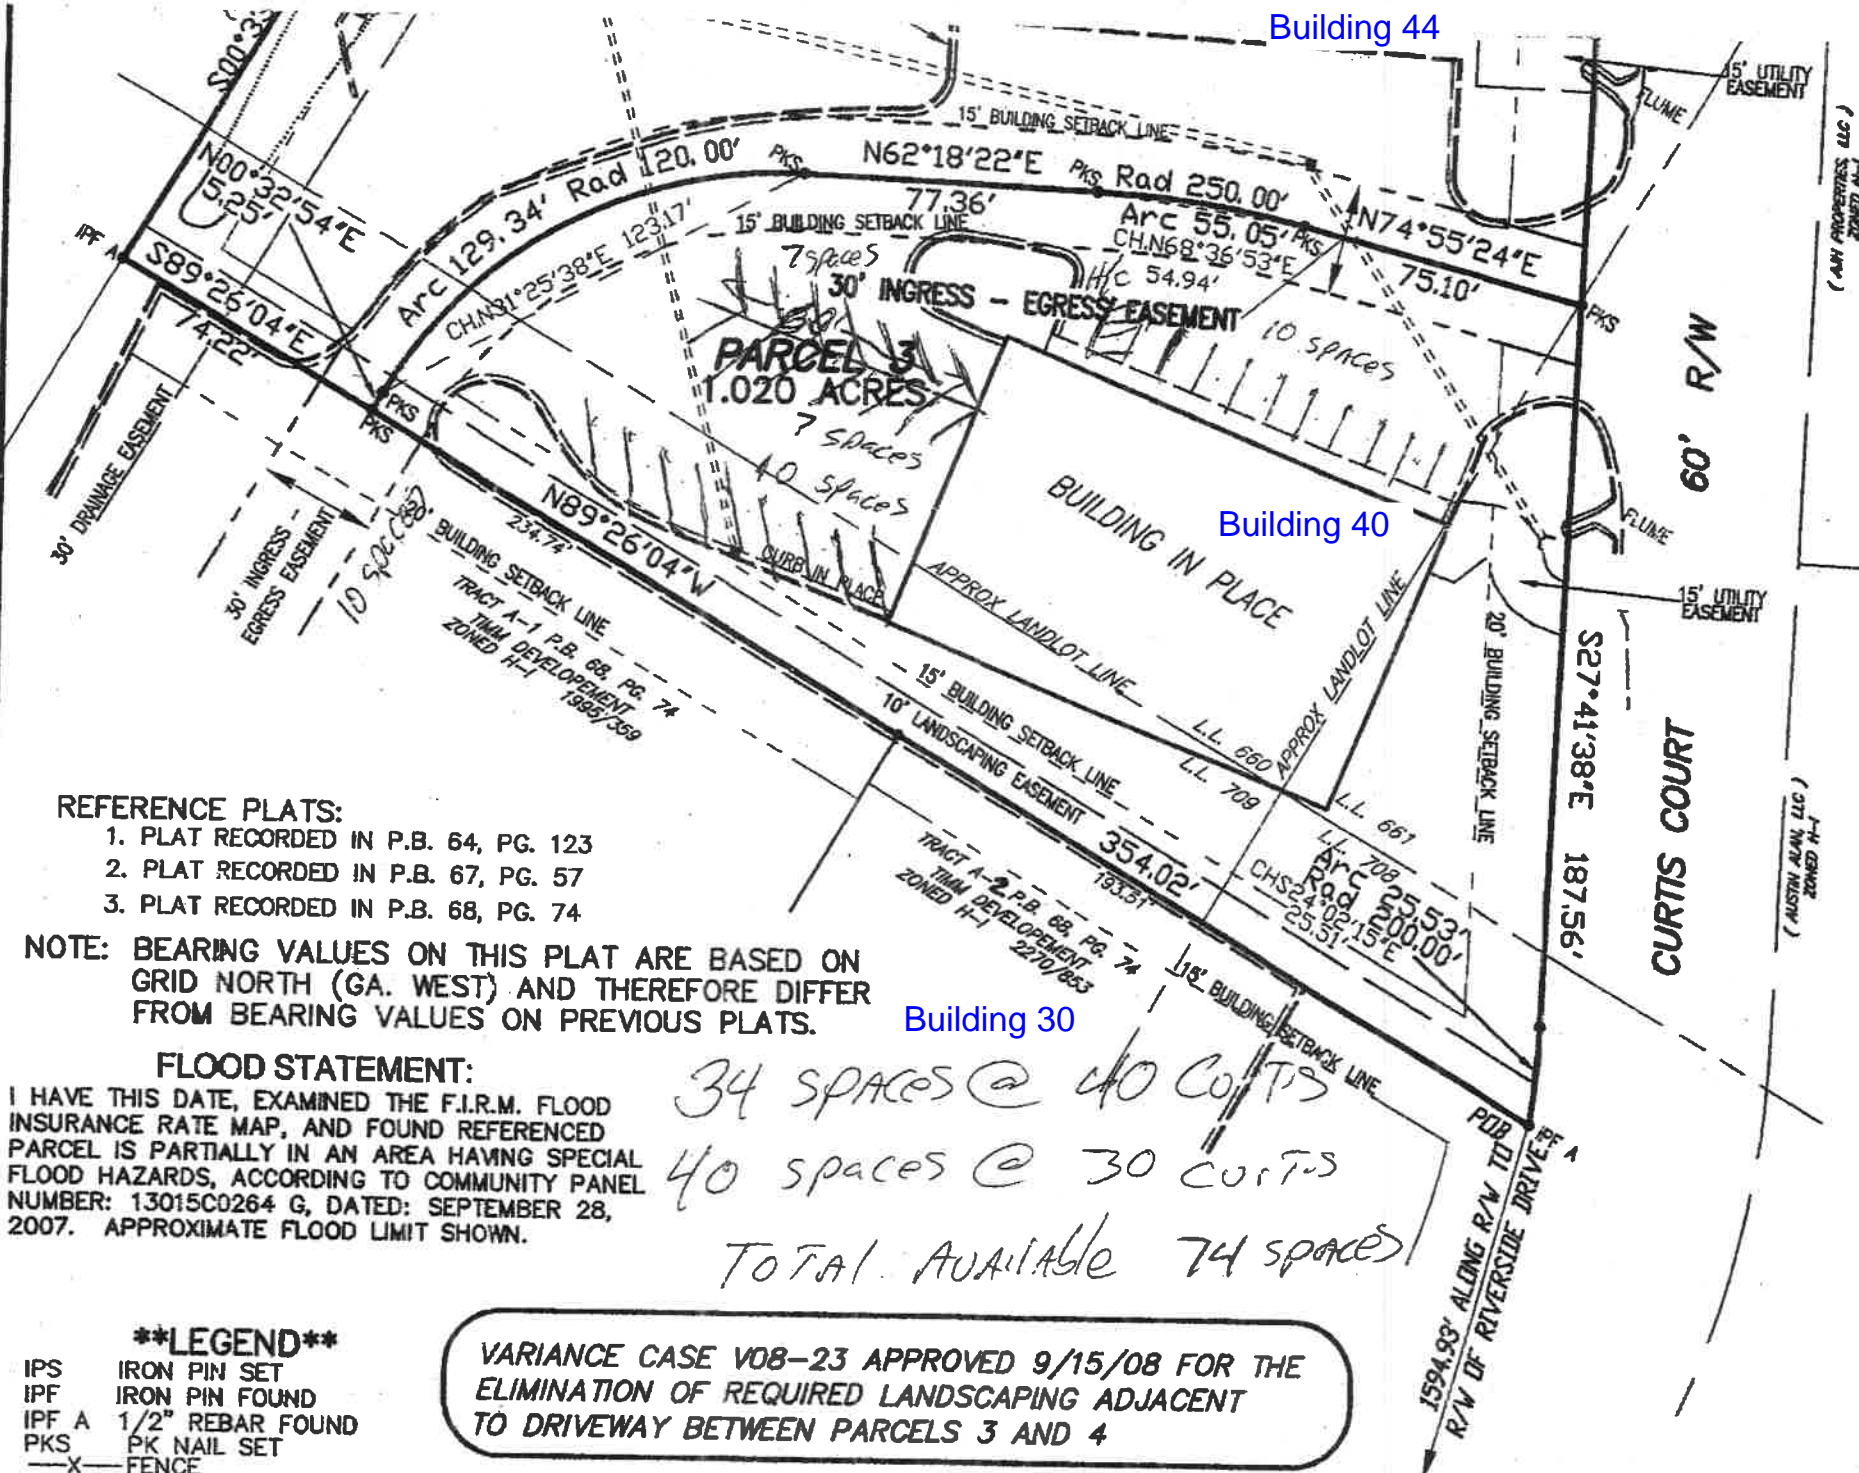 Building 44
S00°33
15' UTILITY
EASEMENT
FLUME
( AJH PROPERTIES, LLC )
ZONED H-1
15' BUILDING SETBACK LINE
N00°32'54"E
5.25'
Arc 129.34' Rad 120.00'
PKS
N62°18'22"E
77.36'
PKS
Rad 250.00'
Arc 55.05'
PKS
CH.N68°36'53"E
54.94'
N74°55'24"E
75.10'
PKS
IPF A
S89°26'04"E
74.22'
CH.N31°25'38"E 123.17'
15' BUILDING SETBACK LINE
7 spaces
H/C
30' INGRESS - EGRESS EASEMENT
10 spaces
60' R/W
PARCEL 3
1.020 ACRES
7 spaces
10 spaces
PKS
PKS
30' DRAINAGE EASEMENT
30' INGRESS -
EGRESS EASEMENT
10 spaces
20' BUILDING SETBACK LINE
234.74'
N89°26'04"W
CURB IN PLACE
BUILDING IN PLACE
Building 40
FLUME
15' UTILITY
EASEMENT
APPROX LANDLOT LINE
APPROX LANDLOT LINE
TRACT A-1 P.B. 68, PG. 74
TMM DEVELOPEMENT
ZONED H-1 1995/359
15' BUILDING SETBACK LINE
10' LANDSCAPING EASEMENT
L.L. 660
L.L. 709
L.L. 661
L.L. 708
20' BUILDING SETBACK LINE
S27°41'38"E 187.56'
CURTIS COURT
( AUSTIN ALAN, LLC )
ZONED H-1
354.02'
193.51'
Arc 25.53'
Rad 500.00'
CHS24°02'15"E
25.51'
TRACT A-2 P.B. 68, PG. 74
TMM DEVELOPEMENT
ZONED H-1 2270/853
15' BUILDING SETBACK LINE
REFERENCE PLATS:
1. PLAT RECORDED IN P.B. 64, PG. 123
2. PLAT RECORDED IN P.B. 67, PG. 57
3. PLAT RECORDED IN P.B. 68, PG. 74
NOTE: BEARING VALUES ON THIS PLAT ARE BASED ON
GRID NORTH (GA. WEST) AND THEREFORE DIFFER
FROM BEARING VALUES ON PREVIOUS PLATS.
Building 30
FLOOD STATEMENT:
I HAVE THIS DATE, EXAMINED THE F.I.R.M. FLOOD
INSURANCE RATE MAP, AND FOUND REFERENCED
PARCEL IS PARTIALLY IN AN AREA HAVING SPECIAL
FLOOD HAZARDS, ACCORDING TO COMMUNITY PANEL
NUMBER: 13015C0264 G, DATED: SEPTEMBER 28,
2007. APPROXIMATE FLOOD LIMIT SHOWN.
34 spaces @ 40 Curtis
40 spaces @ 30 Curtis
TOTAL Available 74 spaces
POB
IPF A
1594.93' ALONG R/W TO
R/W OF RIVERSIDE DRIVE
**LEGEND**
IPS IRON PIN SET
IPF IRON PIN FOUND
IPF A 1/2" REBAR FOUND
PKS PK NAIL SET
—X— FENCE
VARIANCE CASE V08-23 APPROVED 9/15/08 FOR THE
ELIMINATION OF REQUIRED LANDSCAPING ADJACENT
TO DRIVEWAY BETWEEN PARCELS 3 AND 4